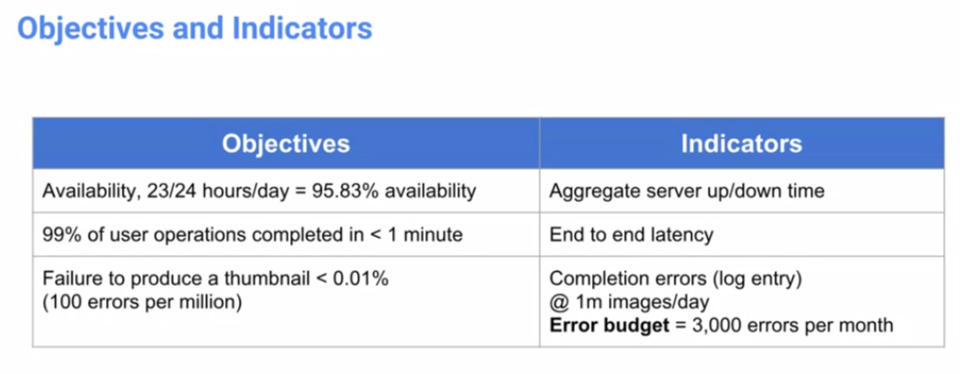 Objectives and Indicators
Objectives
Indicators
Availability, 23/24 hours/day = 95.83% availability
Aggregate server up/down time
99% of user operations completed in < 1 minute
End to end latency
Failure to produce a thumbnail < 0.01%
(100 errors per million)
Completion errors (log entry)
@ 1m images/day
Error budget = 3,000 errors per month